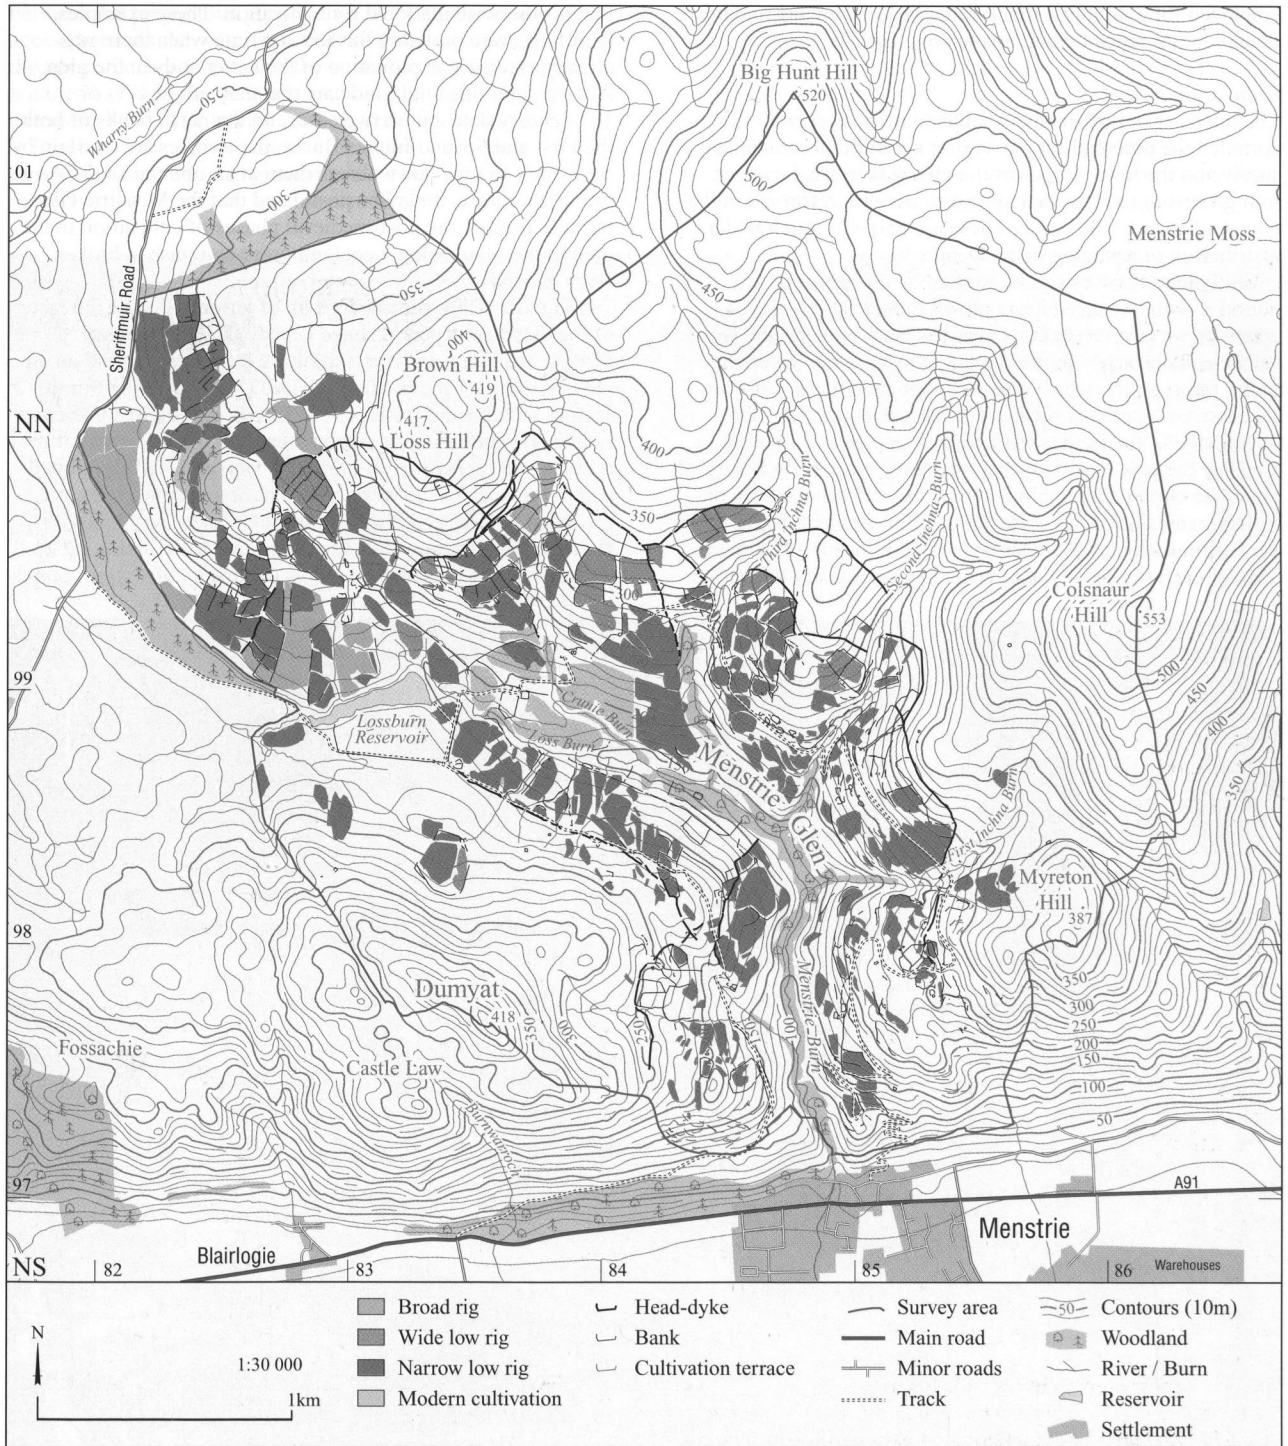 Big Hunt Hill
520
250
Wharry Burn
01
500
300
Menstrie Moss
350
450
Sheriffmuir Road
400
Brown Hill
419
NN
417
Loss Hill
400
350
Third Inchna Burn
Second Inchna Burn
300
Colsnaur
Hill
553
500
99
450
Crunie Burn
400
Lossburn
Reservoir
Loss Burn
350
Menstrie
Glen
First Inchna Burn
Myreton
Hill
387
98
Menstrie Burn
350
Dumyat
418
350
300
250
150
100
300
250
200
150
Fossachie
Castle Law
100
Burnwarroch
50
97
A91
Blairlogie
Menstrie
NS
82
83
84
85
86
Warehouses
Broad rig
Head-dyke
Survey area
50
Contours (10m)
N
Wide low rig
Bank
Main road
Woodland
1:30 000
Narrow low rig
Cultivation terrace
Minor roads
River / Burn
1km
Modern cultivation
Track
Reservoir
Settlement